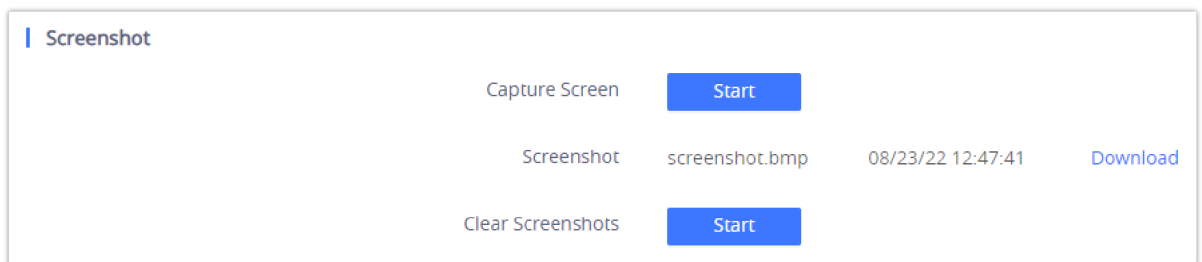 Screenshot
Capture Screen Start
Screenshot screenshot.bmp 08/23/22 12:47:41 Download
Clear Screenshots Start